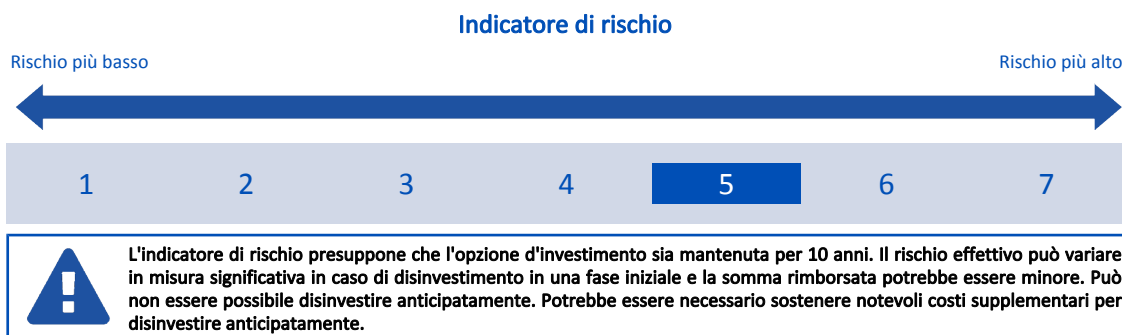 Indicatore di rischio
Rischio più basso
Rischio più alto
1 2 3 4 5 6 7
L'indicatore di rischio presuppone che l'opzione d'investimento sia mantenuta per 10 anni. Il rischio effettivo può variare
in misura significativa in caso di disinvestimento in una fase iniziale e la somma rimborsata potrebbe essere minore. Può
non essere possibile disinvestire anticipatamente. Potrebbe essere necessario sostenere notevoli costi supplementari per
disinvestire anticipatamente.